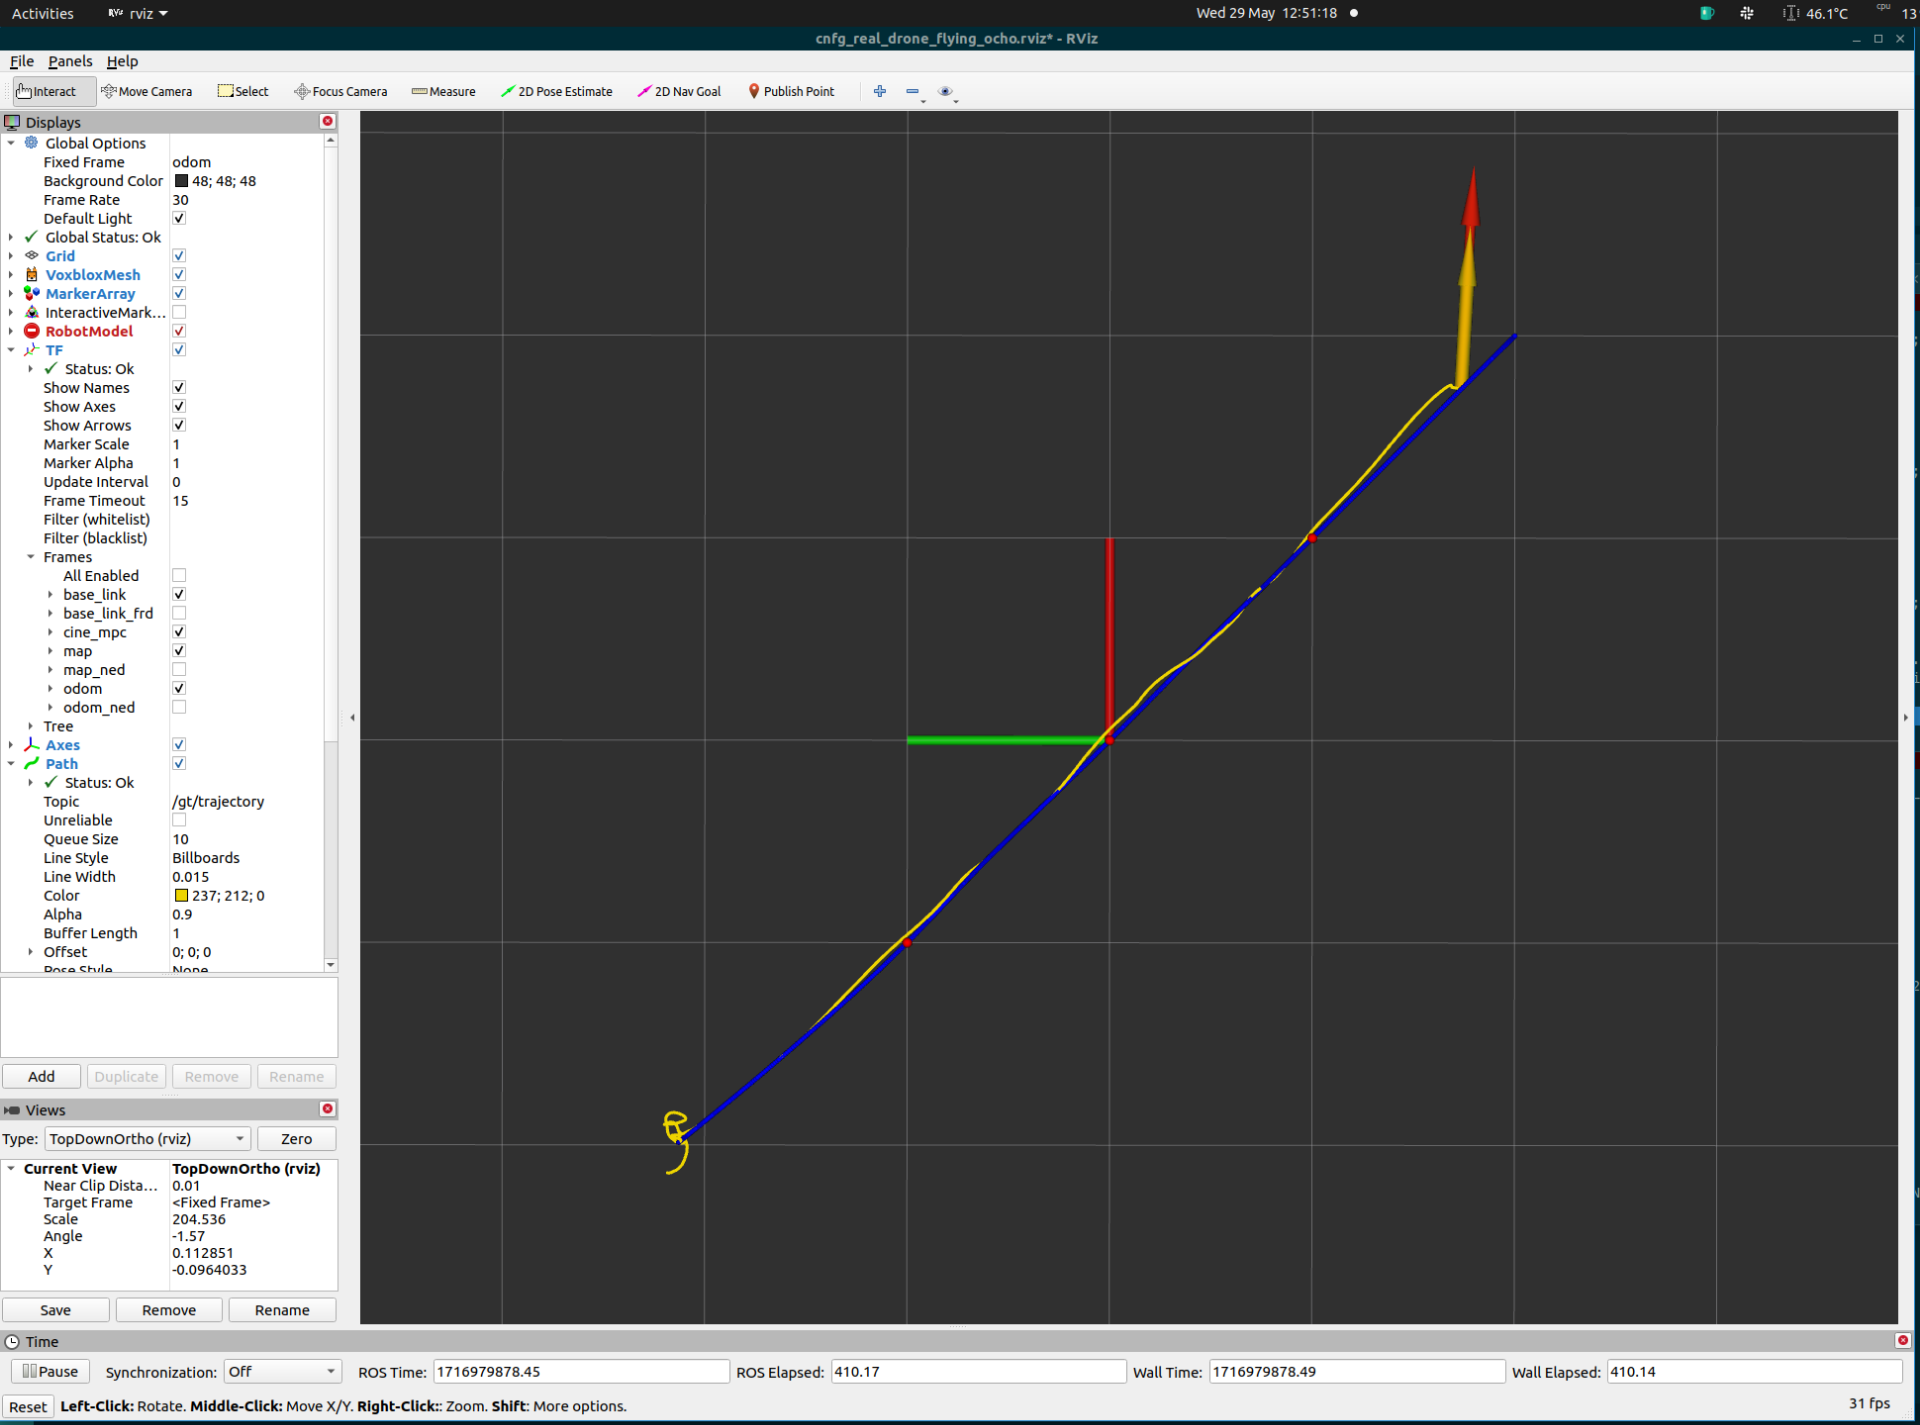 Activities rviz Wed 29 May 12:51:18 46.1°C cpu 13
cnfg_real_drone_flying_ocho.rviz* - RViz
File Panels Help
Interact Move Camera Select Focus Camera Measure 2D Pose Estimate 2D Nav Goal Publish Point
Displays
Global Options
Fixed Frame odom
Background Color 48; 48; 48
Frame Rate 30
Default Light
Global Status: Ok
Grid
VoxbloxMesh
MarkerArray
InteractiveMark...
RobotModel
TF
Status: Ok
Show Names
Show Axes
Show Arrows
Marker Scale 1
Marker Alpha 1
Update Interval 0
Frame Timeout 15
Filter (whitelist)
Filter (blacklist)
Frames
All Enabled
base_link
base_link_frd
cine_mpc
map
map_ned
odom
odom_ned
Tree
Axes
Path
Status: Ok
Topic /gt/trajectory
Unreliable
Queue Size 10
Line Style Billboards
Line Width 0.015
Color 237; 212; 0
Alpha 0.9
Buffer Length 1
Offset 0; 0; 0
Pose Style None
Add Duplicate Remove Rename
Views
Type: TopDownOrtho (rviz) Zero
Current View TopDownOrtho (rviz)
Near Clip Dista... 0.01
Target Frame <Fixed Frame>
Scale 204.536
Angle -1.57
X 0.112851
Y -0.0964033
Save Remove Rename
Time
Pause Synchronization: Off ROS Time: 1716979878.45 ROS Elapsed: 410.17 Wall Time: 1716979878.49 Wall Elapsed: 410.14
Reset Left-Click: Rotate. Middle-Click: Move X/Y. Right-Click:: Zoom. Shift: More options. 31 fps